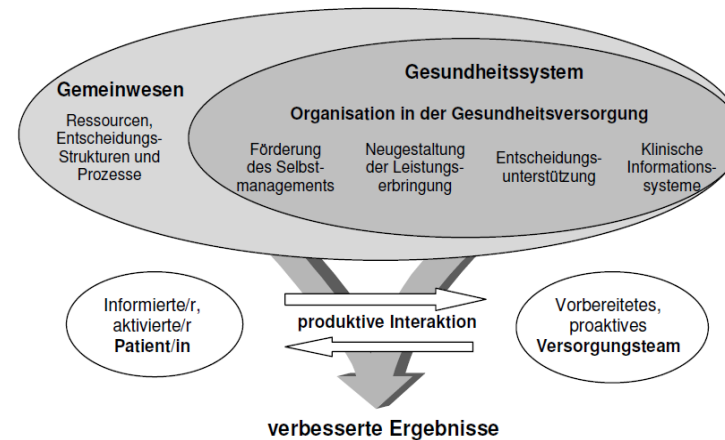 Gemeinwesen
Ressourcen,
Entscheidungs-
Strukturen und
Prozesse
Gesundheitssystem
Organisation in der Gesundheitsversorgung
Förderung
des Selbst-
managements
Neugestaltung
der Leistungs-
erbringung
Entscheidungs-
unterstützung
Klinische
Informations-
systeme
Informierte/r,
aktivierte/r
Patient/in
produktive Interaktion
Vorbereitetes,
proaktives
Versorgungsteam
verbesserte Ergebnisse